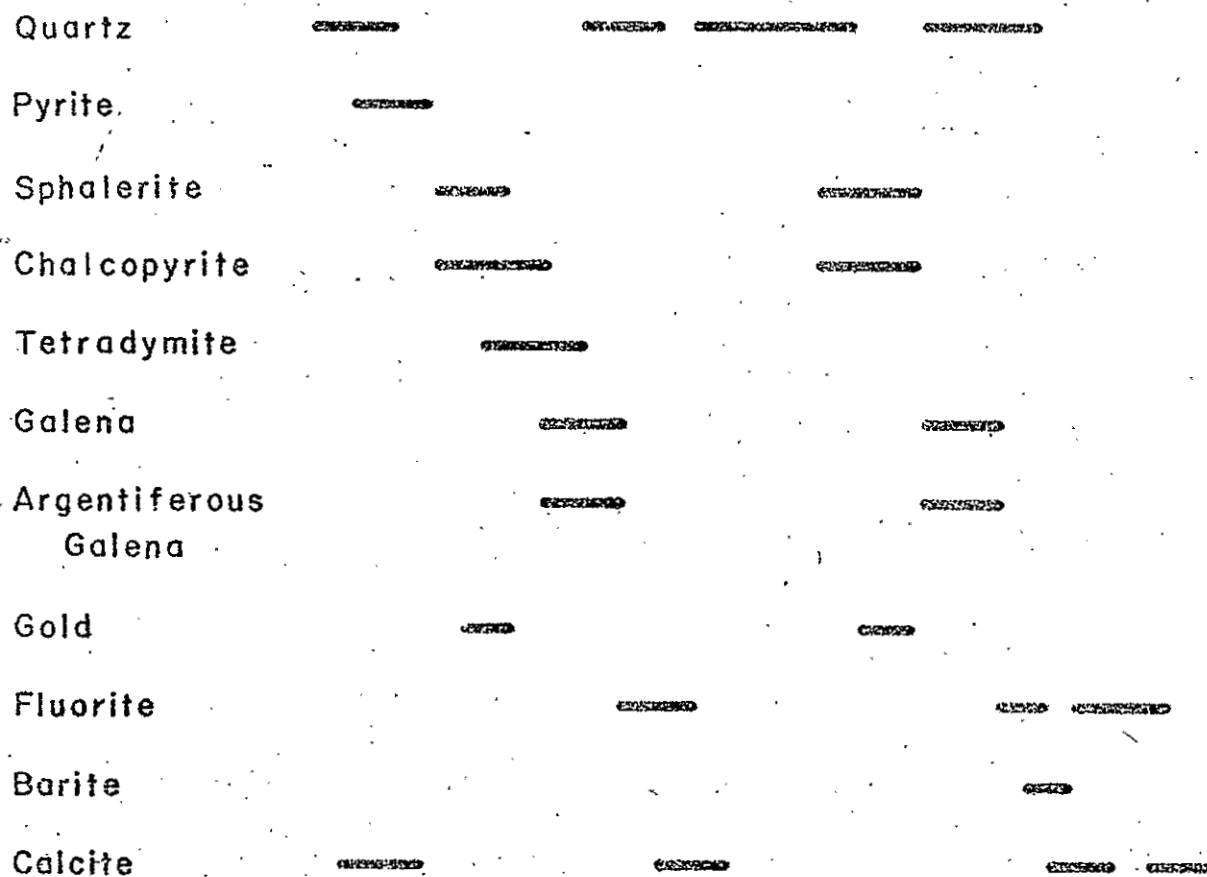 Quartz
Pyrite
Sphalerite
Chalcopyrite
Tetradymite
Galena
Argentiferous
Galena
Gold
Fluorite
Barite
Calcite